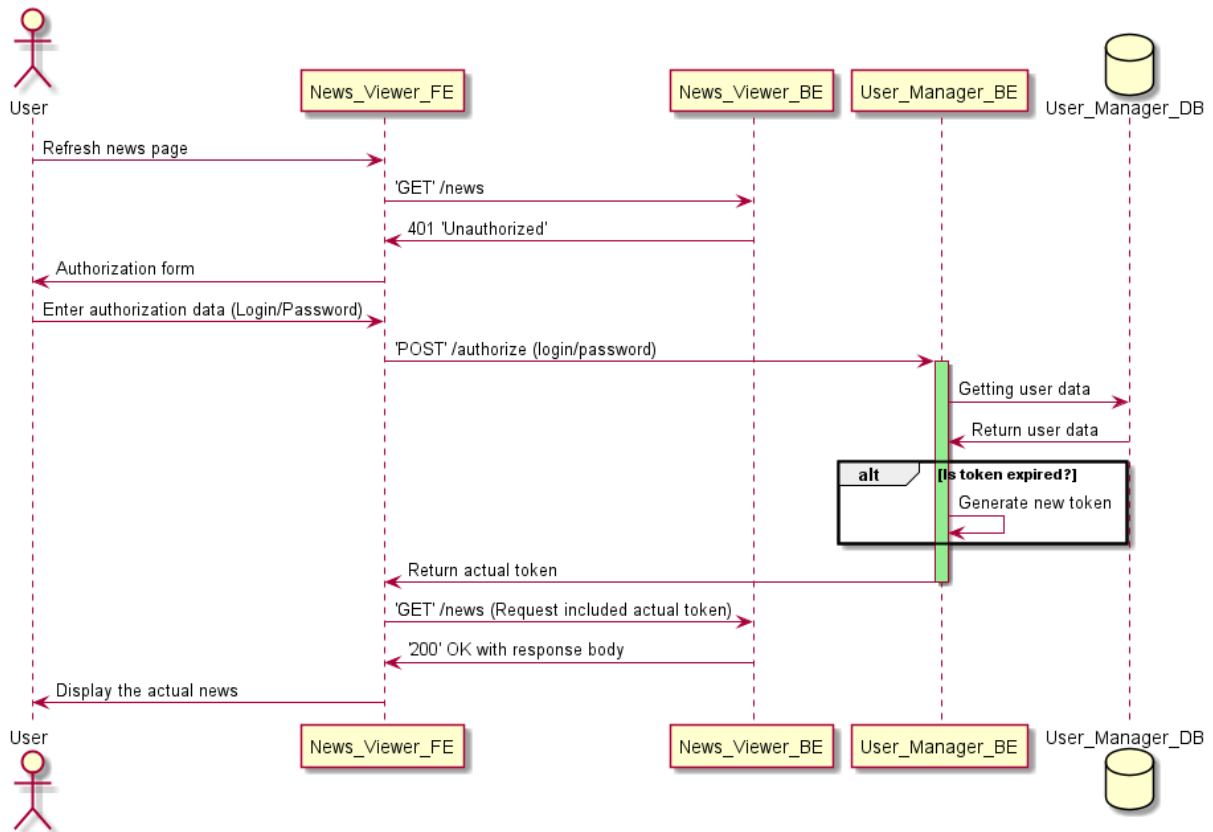 User
News_Viewer_FE
News_Viewer_BE
User_Manager_BE
User_Manager_DB
Refresh news page
'GET' /news
401 'Unauthorized'
Authorization form
Enter authorization data (Login/Password)
'POST' /authorize (login/password)
Getting user data
Return user data
alt
[Is token expired?]
Generate new token
Return actual token
'GET' /news (Request included actual token)
'200' OK with response body
Display the actual news
User
News_Viewer_FE
News_Viewer_BE
User_Manager_BE
User_Manager_DB